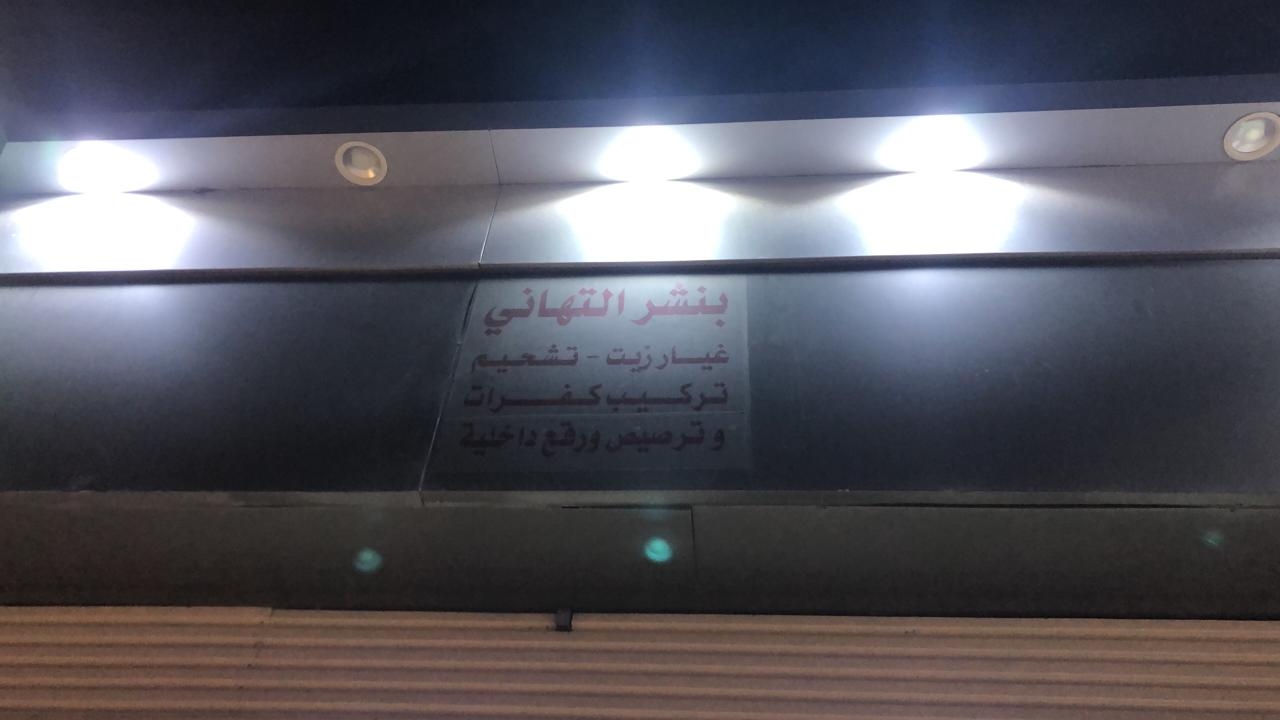 بنشر التهاني
غيار زيت - تشحيم
تركيب كفرات
و ترصيص ورقع داخلية